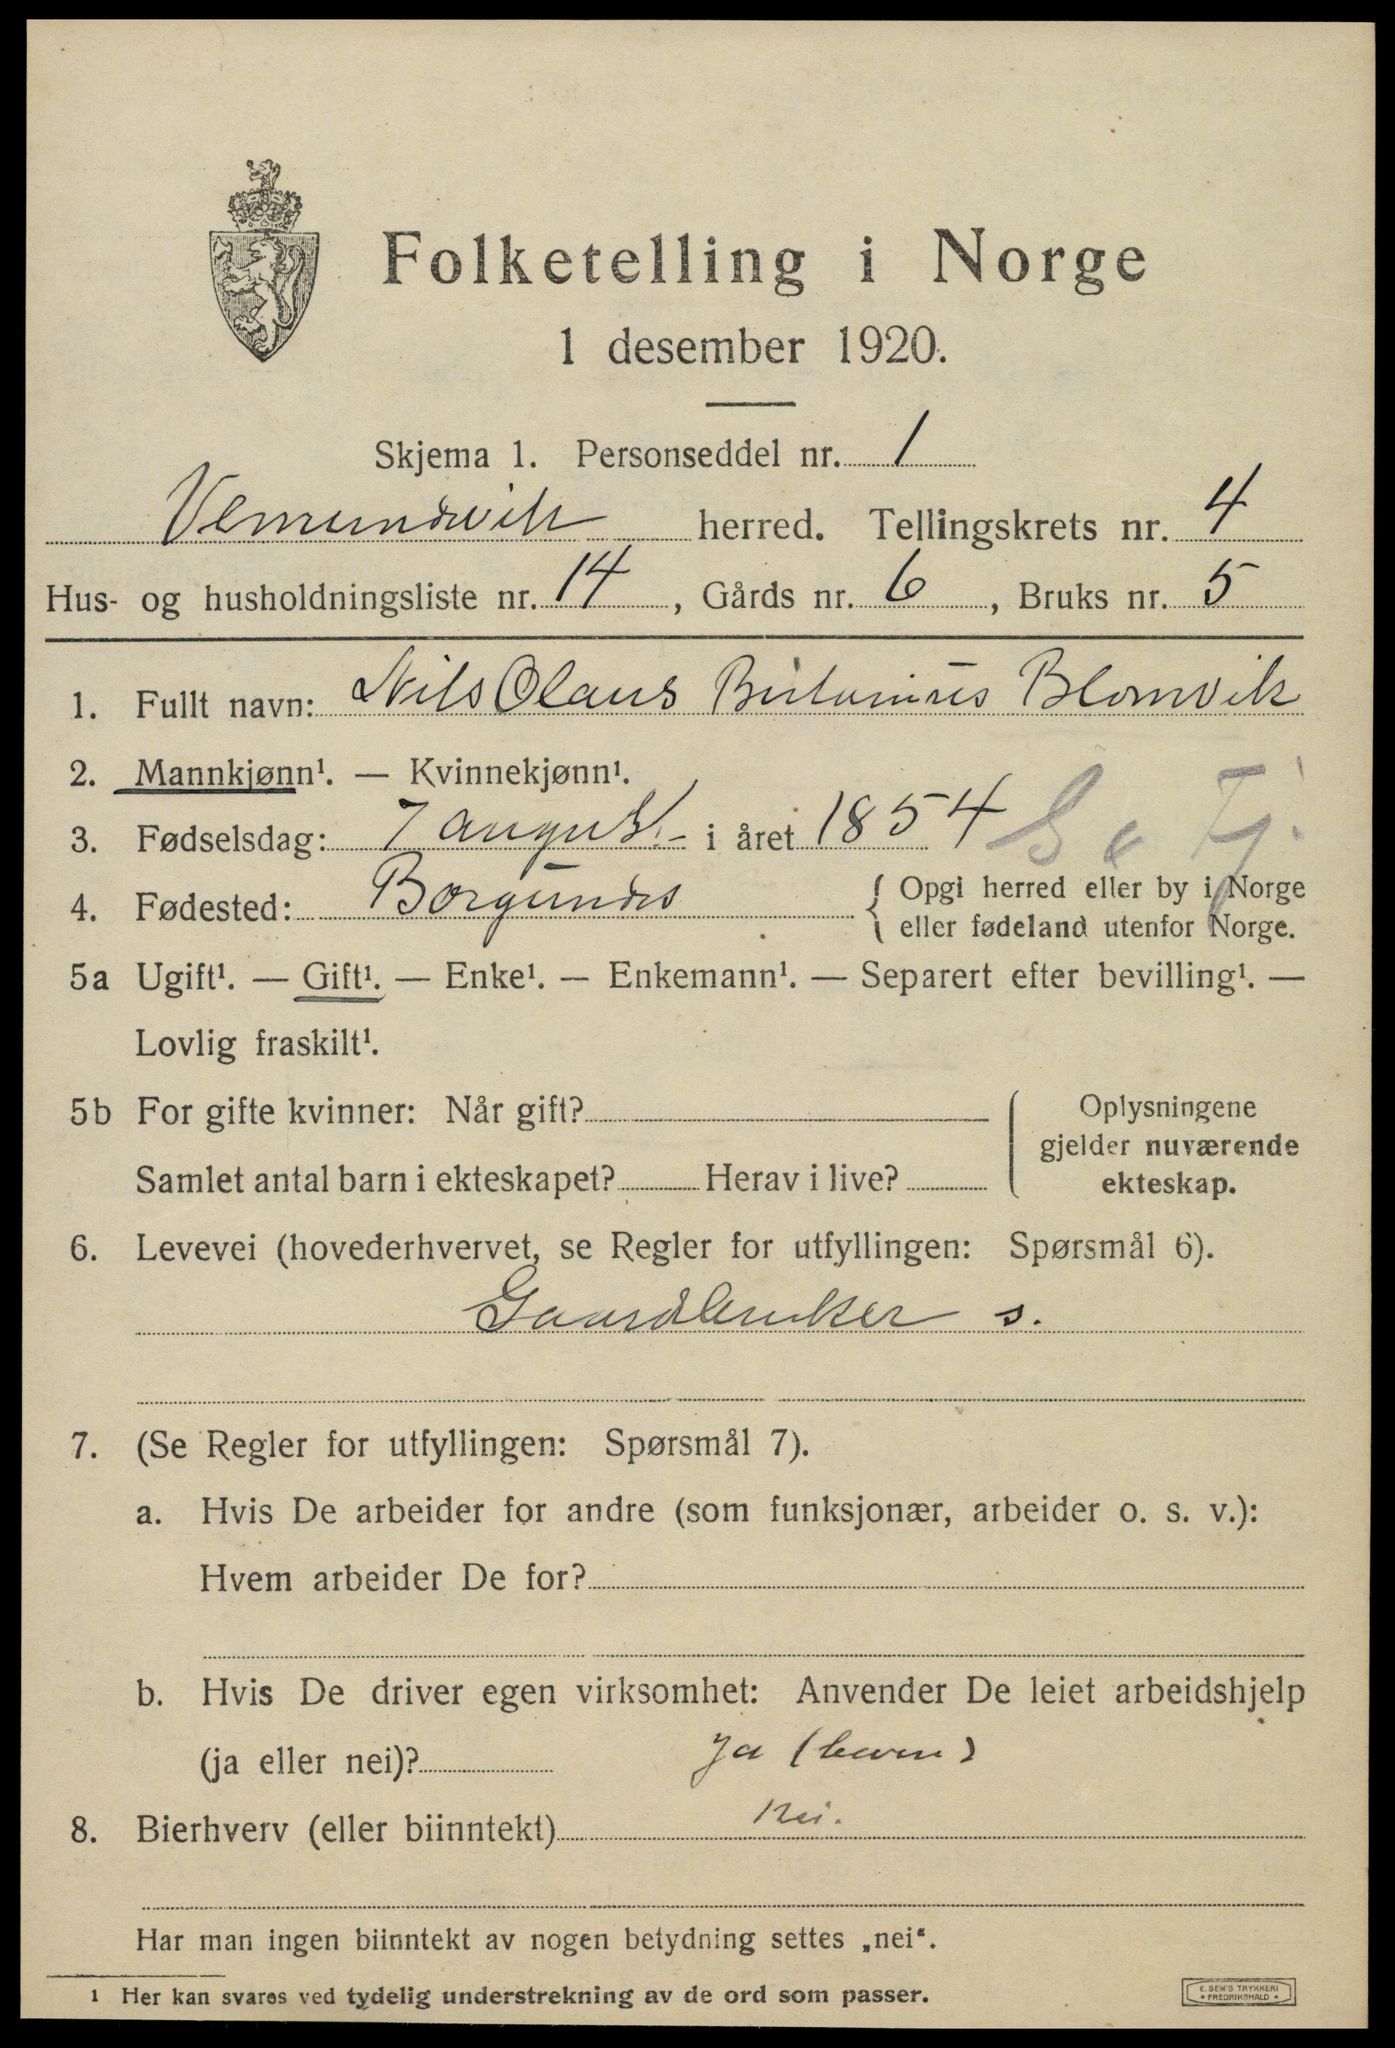 Folketelling i Norge
1 desember 1920.
Skjema 1. Personseddel nr. 1
Vemundvik herred. Tellingskrets nr. 4
Hus- og husholdningsliste nr. 14, Gårds nr. 6, Bruks nr. 5
1. Fullt navn: Nils Olaus Blomvik
2. Mannkjønn¹. — Kvinnekjønn¹.
3. Fødselsdag: 7 august i året 1854
4. Fødested: Borgund { Opgi herred eller by i Norge
eller fødeland utenfor Norge.
5a Ugift¹. — Gift¹. — Enke¹. — Enkemann¹. — Separert efter bevilling¹. —
Lovlig fraskilt¹.
5b For gifte kvinner: Når gift? { Oplysningene
gjelder nuværende
Samlet antal barn i ekteskapet? Herav i live? ekteskap.
6. Levevei (hovederhvervet, se Regler for utfyllingen: Spørsmål 6).
Gaardbruker s.
7. (Se Regler for utfyllingen: Spørsmål 7).
a. Hvis De arbeider for andre (som funksjonær, arbeider o. s. v.):
Hvem arbeider De for?
b. Hvis De driver egen virksomhet: Anvender De leiet arbeidshjelp
(ja eller nei)? Ja
8. Bierhverv (eller biinntekt) Nei.
Har man ingen biinntekt av nogen betydning settes „nei“.
1 Her kan svares ved tydelig understrekning av de ord som passer.
E. SEM'S TRYKKERI
* FREDRIKSHALD *